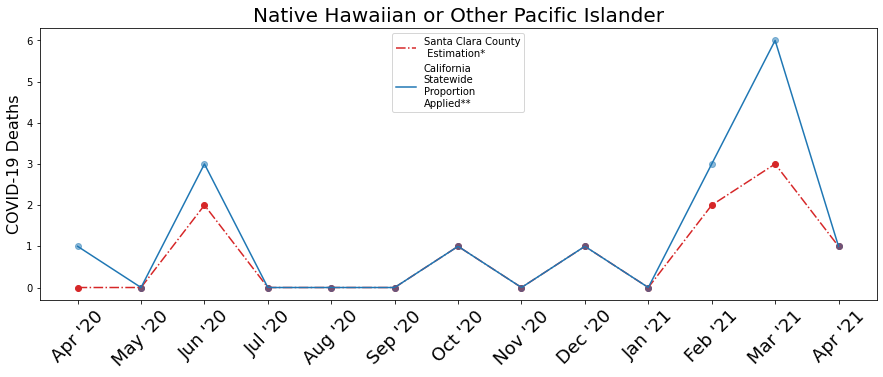 Native Hawaiian or Other Pacific Islander
Santa Clara County
Estimation*
California
Statewide
Proportion
Applied**
COVID-19 Deaths
6
5
4
3
2
1
0
Apr '20
May '20
Jun '20
Jul '20
Aug '20
Sep '20
Oct '20
Nov '20
Dec '20
Jan '21
Feb '21
Mar '21
Apr '21